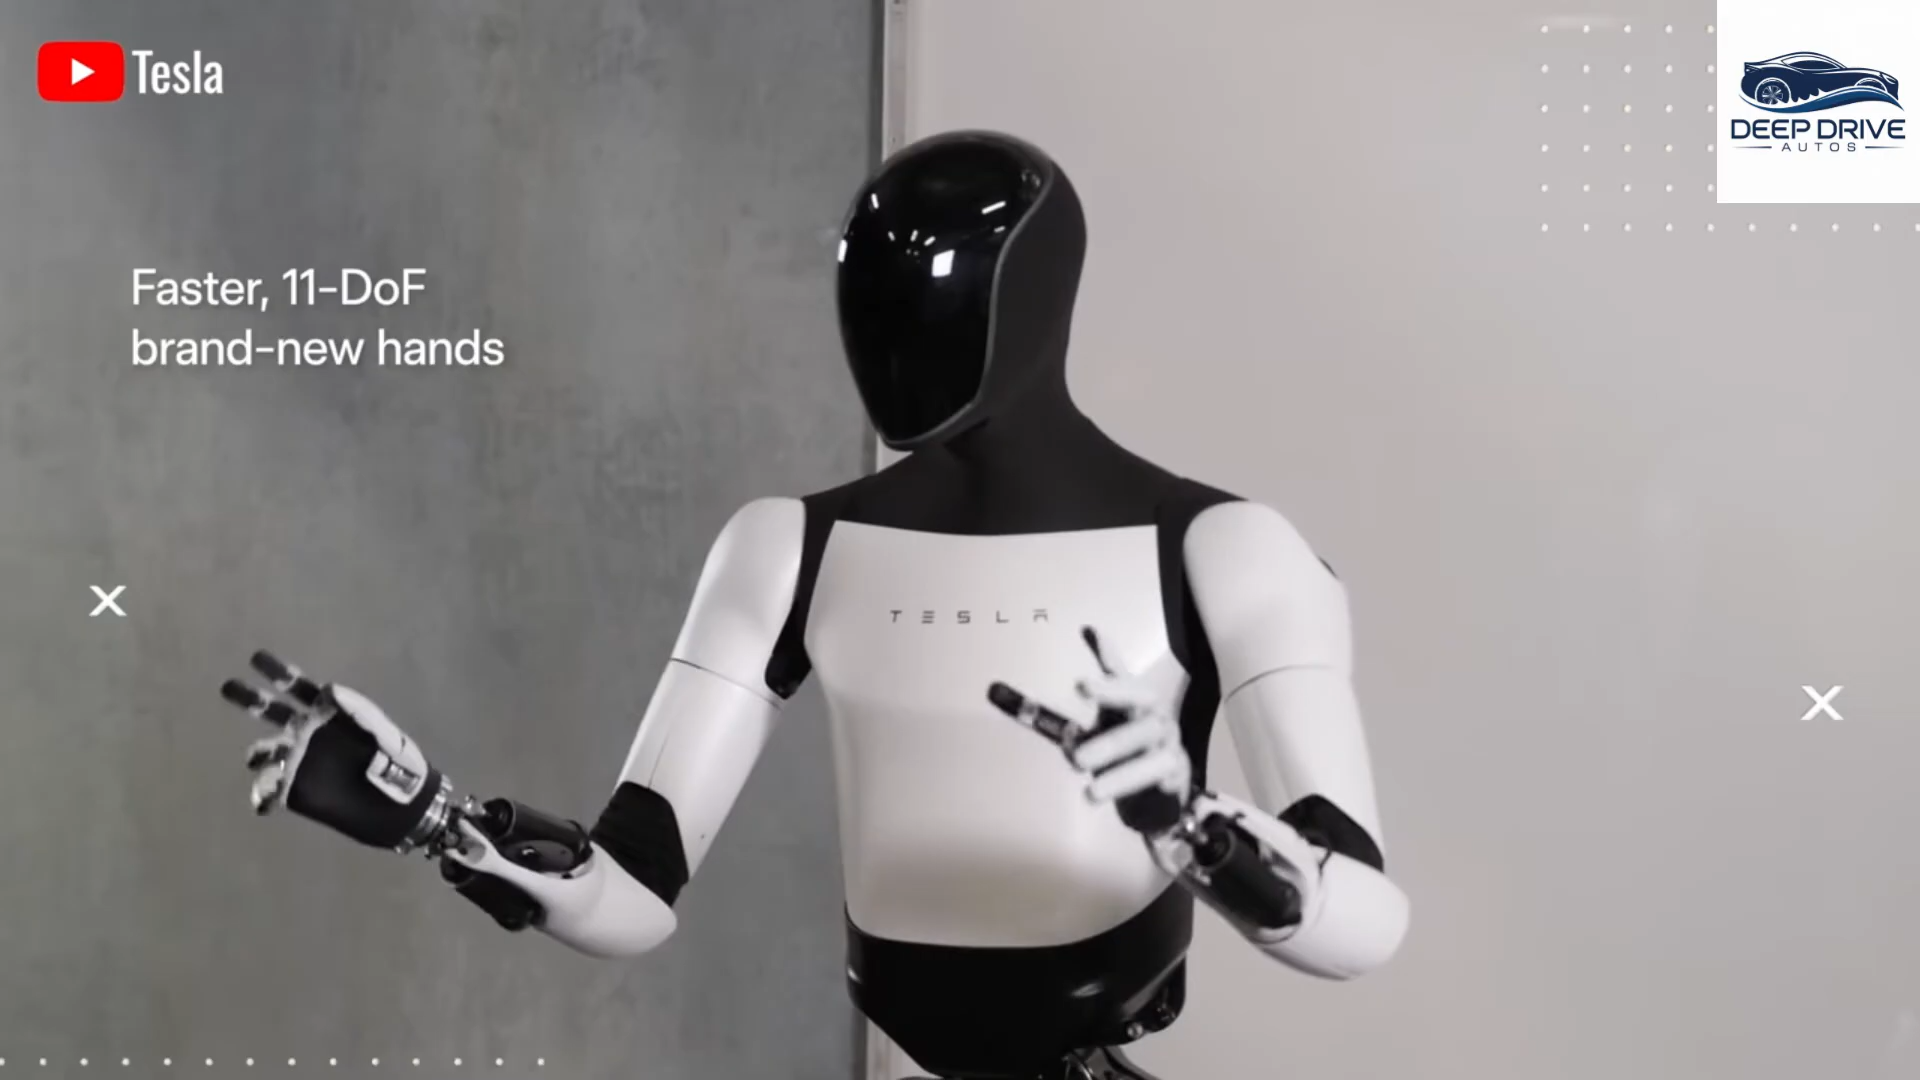 Tesla
DEEP DRIVE
AUTOS
Faster, 11-DoF
brand-new hands
TESLA